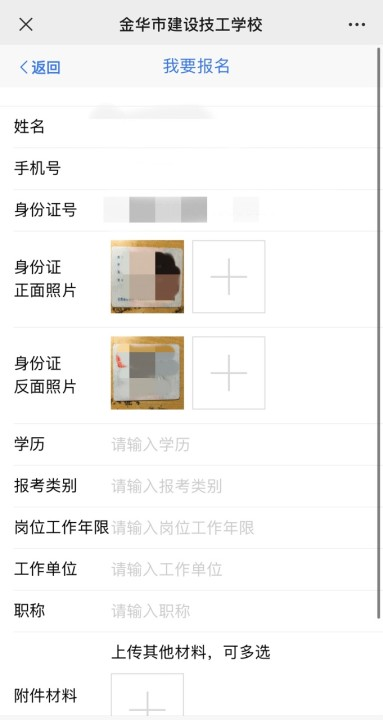 金华市建设技工学校
返回
我要报名
姓名
手机号
身份证号
身份证
正面照片
身份证
反面照片
学历
请输入学历
报考类别
请输入报考类别
岗位工作年限
请输入岗位工作年限
工作单位
请输入工作单位
职称
请输入职称
上传其他材料，可多选
附件材料